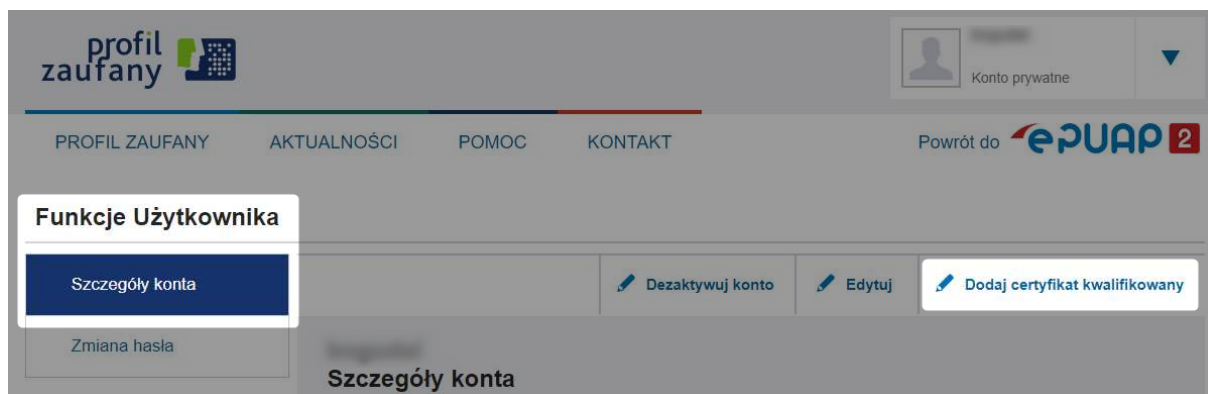 profil
zaufany
Konto prywatne
PROFIL ZAUFANY AKTUALNOŚCI POMOC KONTAKT Powrót do ePUAP 2
Funkcje Użytkownika
Szczegóły konta Dezaktywuj konto Edytuj Dodaj certyfikat kwalifikowany
Zmiana hasła
Szczegóły konta